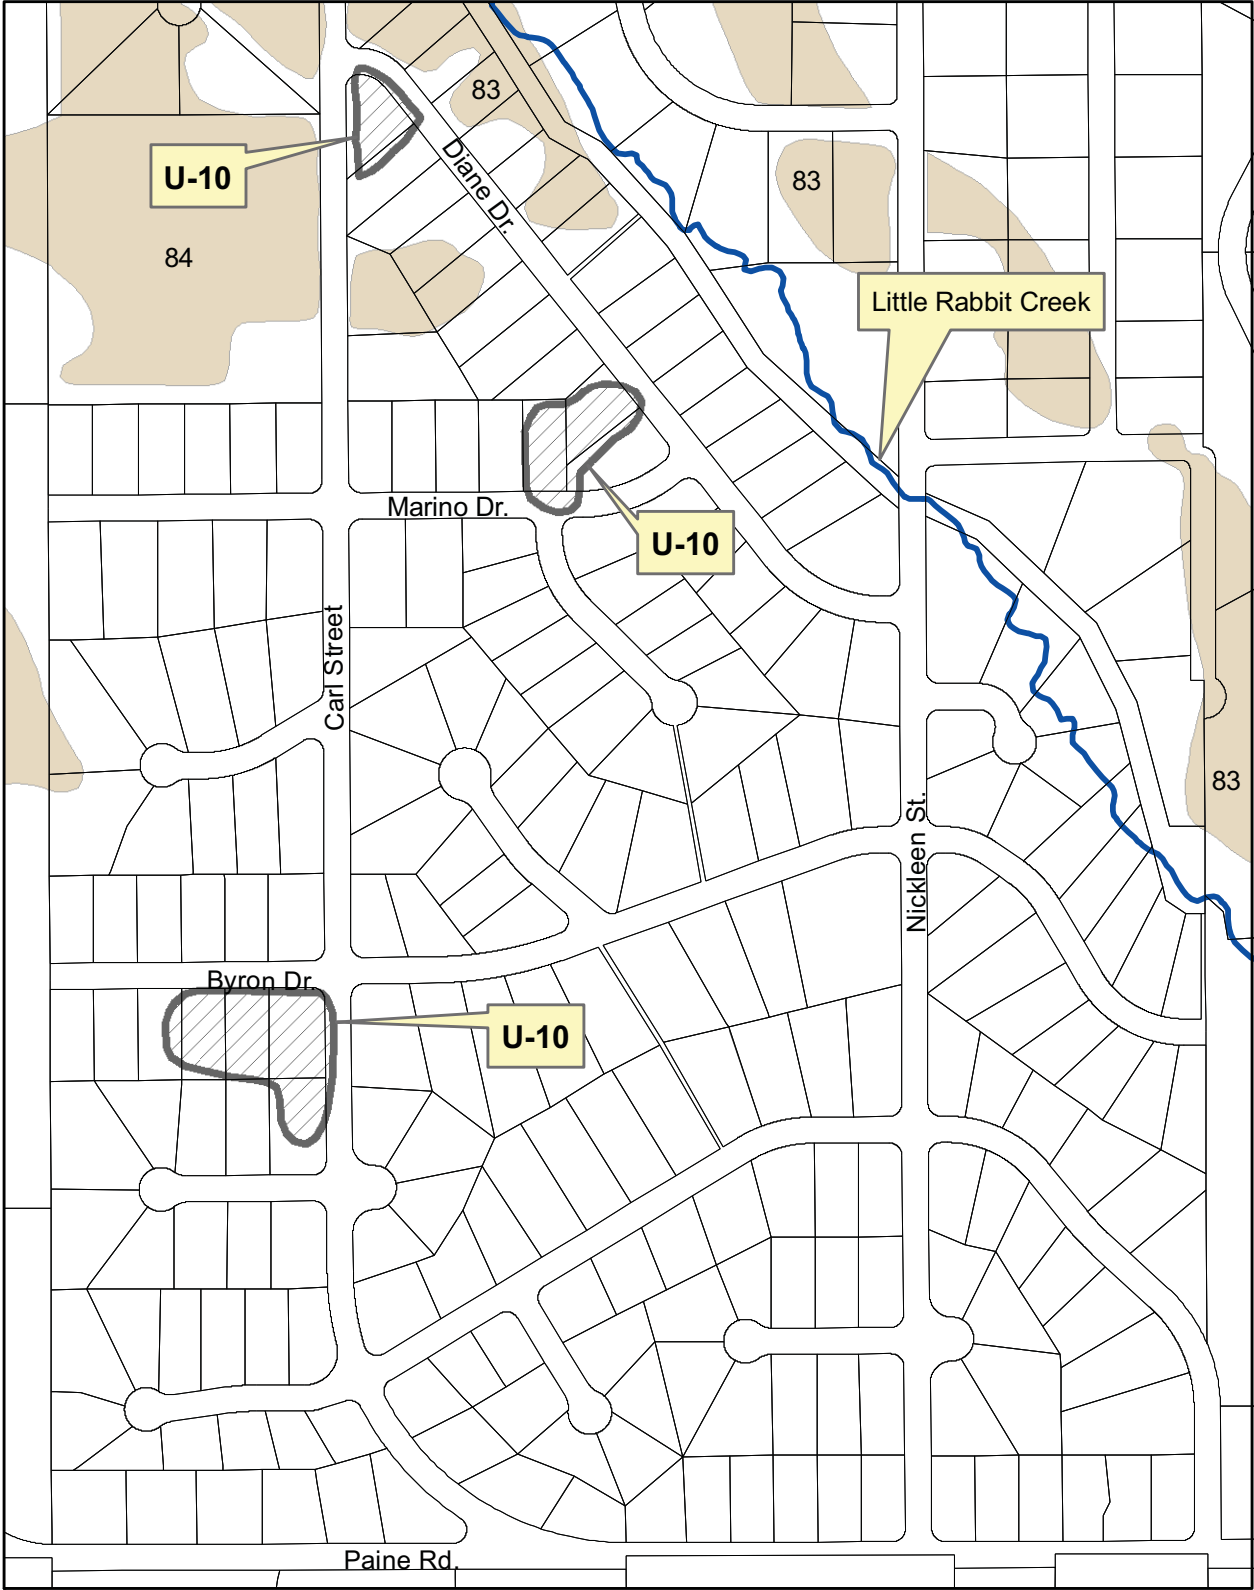 83
U-10
Diane Dr.
83
84
Little Rabbit Creek
Marino Dr.
U-10
Carl Street
83
Nickleen St.
Byron Dr.
U-10
Paine Rd.